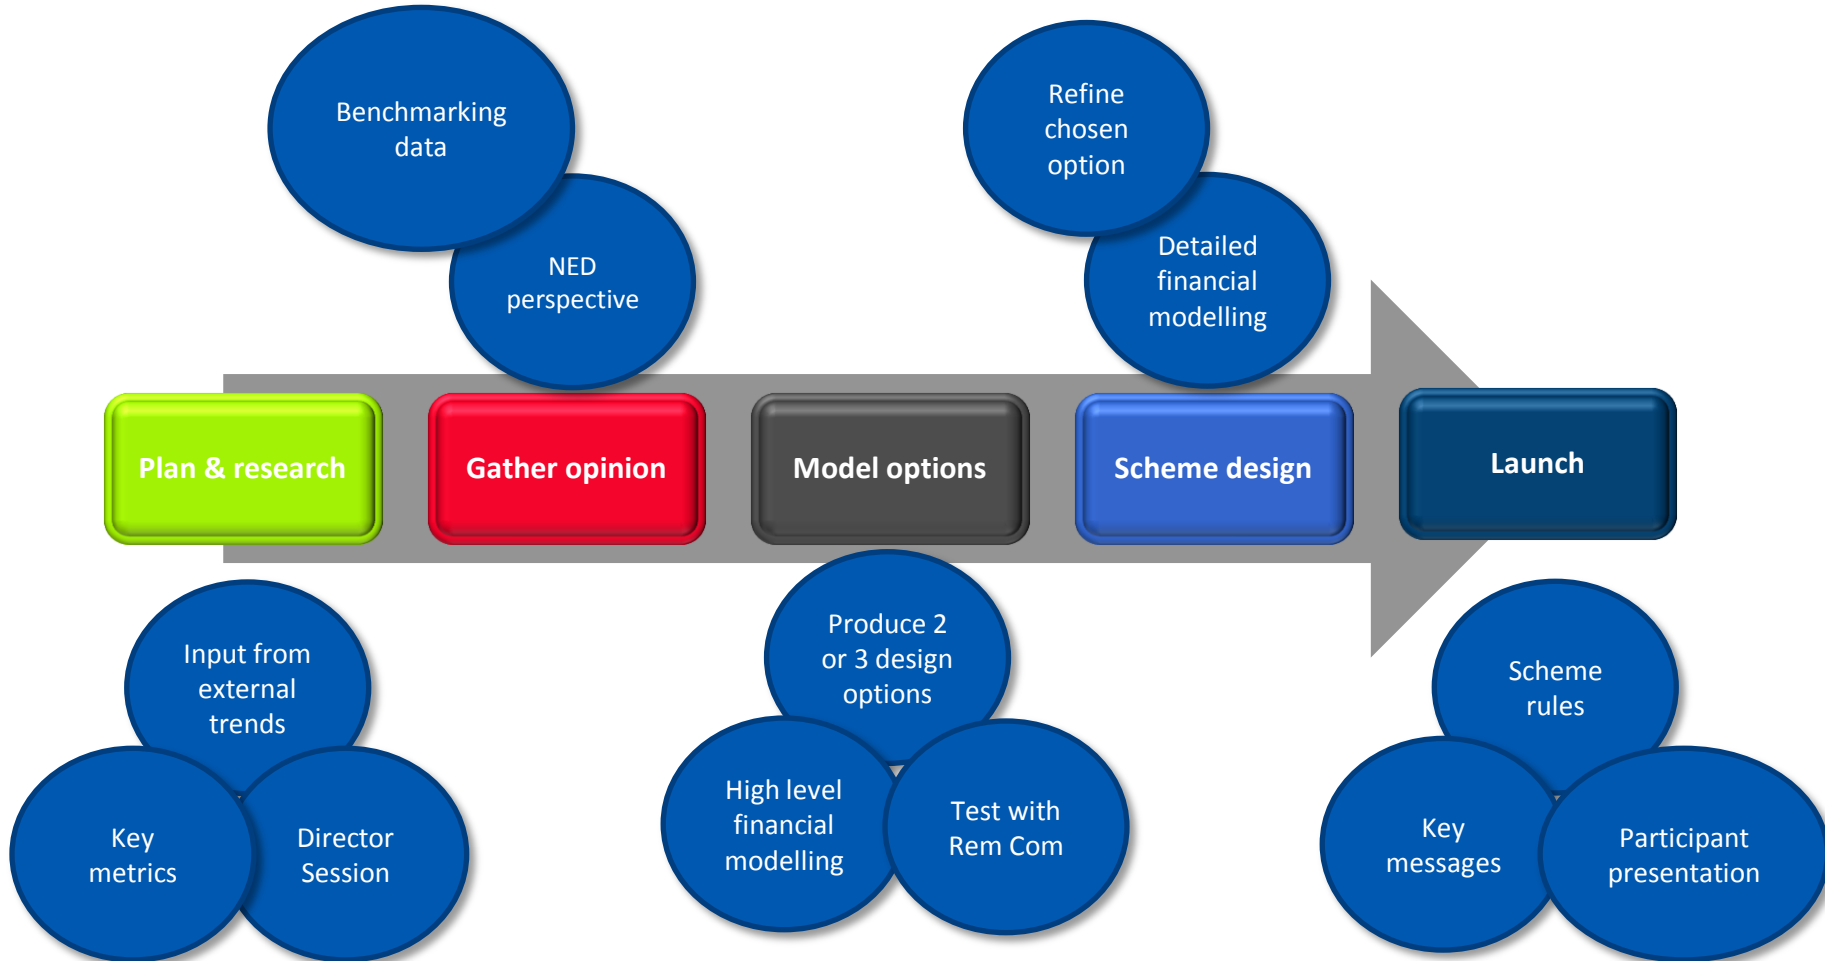 Benchmarking
data
NED
perspective
Refine
chosen
option
Detailed
financial
modelling
Plan & research
Gather opinion
Model options
Scheme design
Launch
Input from
external
trends
Key
metrics
Director
Session
Produce 2
or 3 design
options
High level
financial
modelling
Test with
Rem Com
Scheme
rules
Key
messages
Participant
presentation